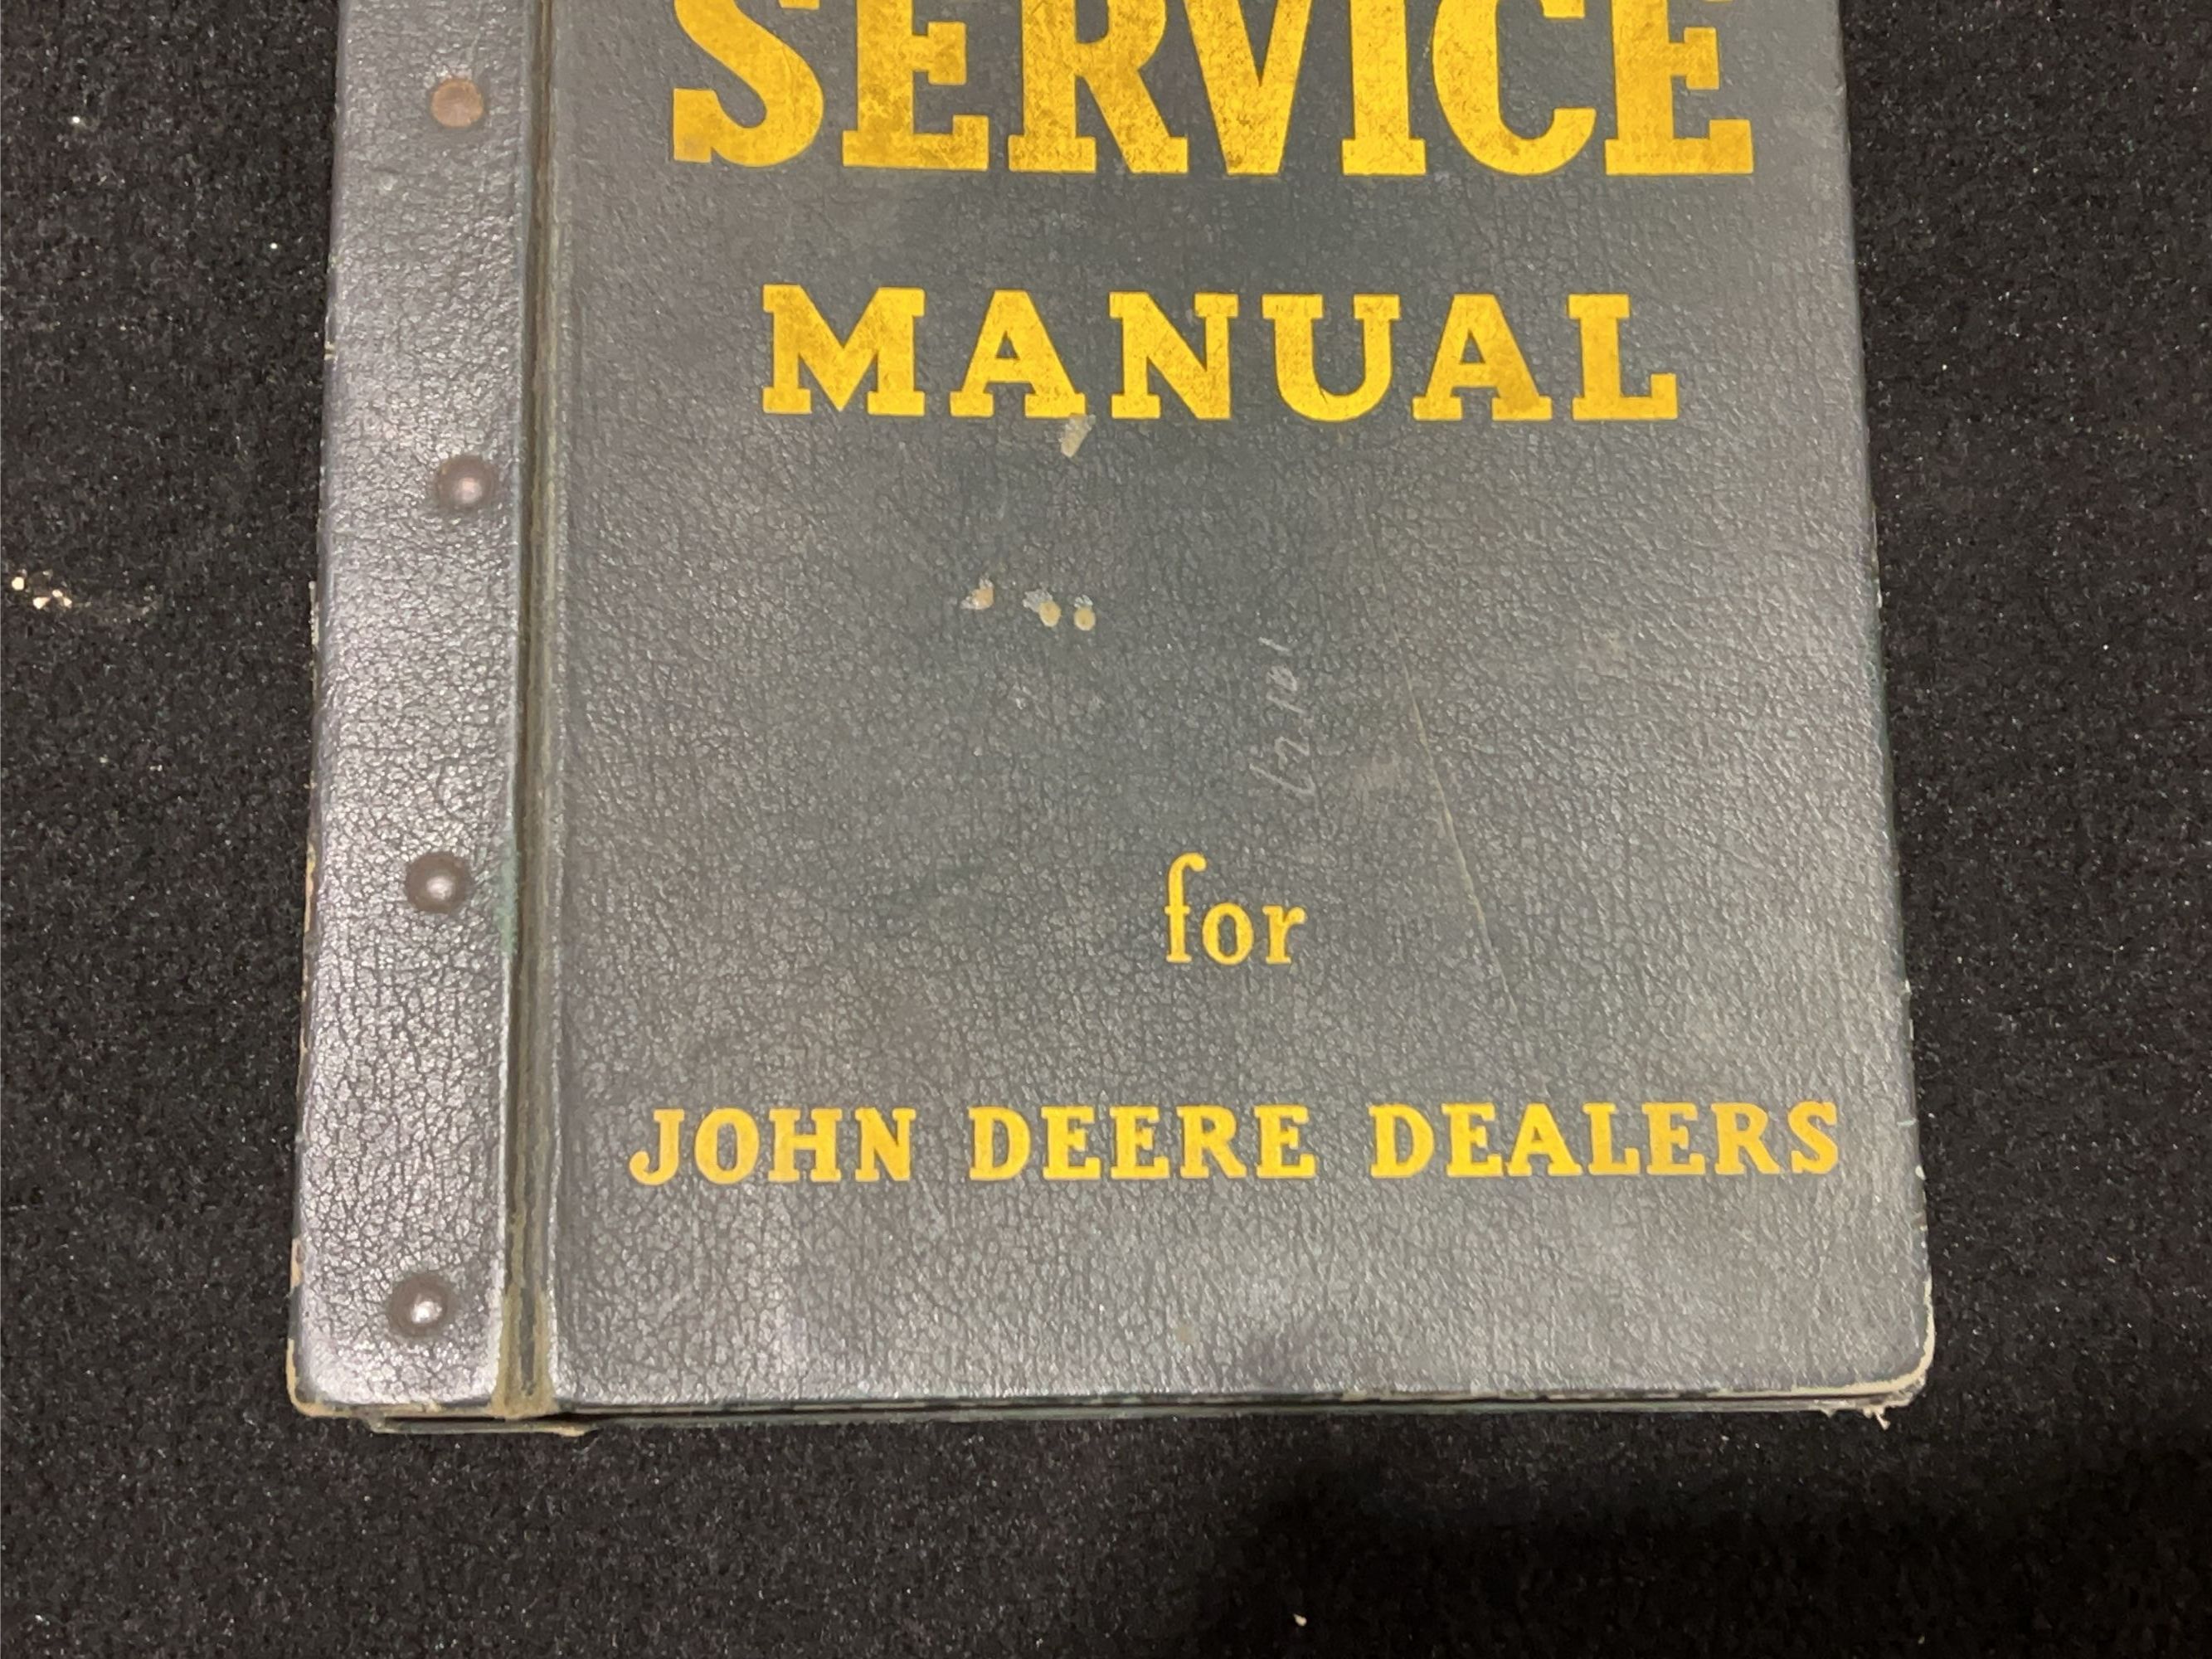 SERVICE
MANUAL
for
JOHN DEERE DEALERS